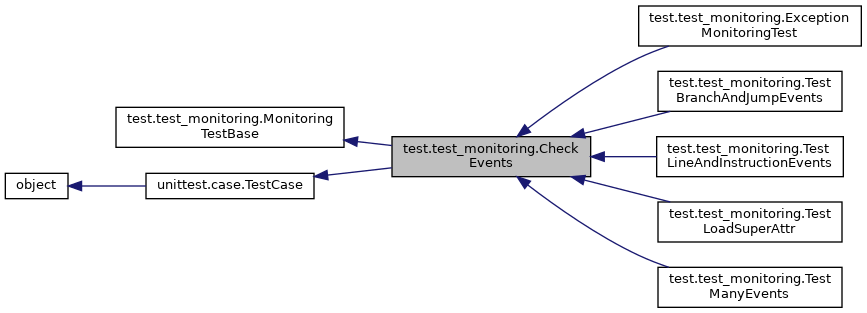 test.test_monitoring.Exception
MonitoringTest
test.test_monitoring.Test
BranchAndJumpEvents
test.test_monitoring.Monitoring
TestBase
test.test_monitoring.Check
Events
test.test_monitoring.Test
LineAndInstructionEvents
object
unittest.case.TestCase
test.test_monitoring.Test
LoadSuperAttr
test.test_monitoring.Test
ManyEvents